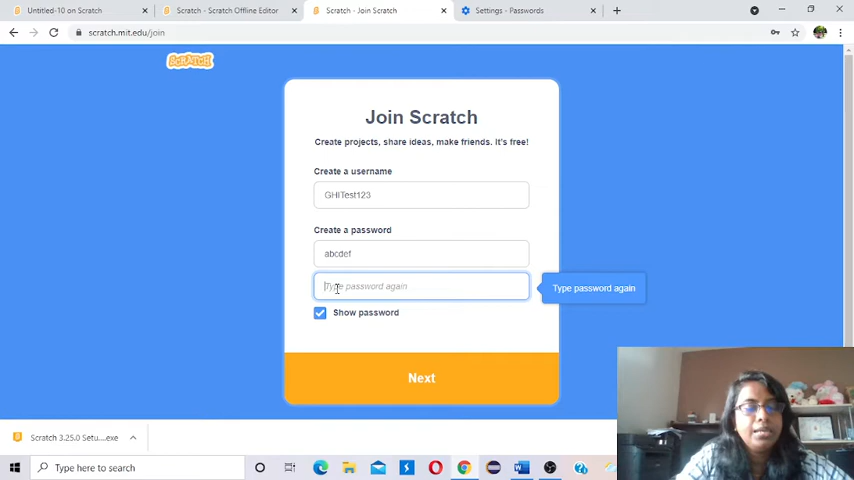 Untitled-10 on Scratch
Scratch - Scratch Offline Editor
Scratch - Join Scratch
Settings - Passwords
scratch.mit.edu/join
SCRATCH
Join Scratch
Create projects, share ideas, make friends. It's free!
Create a username
GHITest123
Create a password
abcdef
Type password again
Type password again
Show password
Next
Scratch 3.25.0 Setu....exe
Type here to search